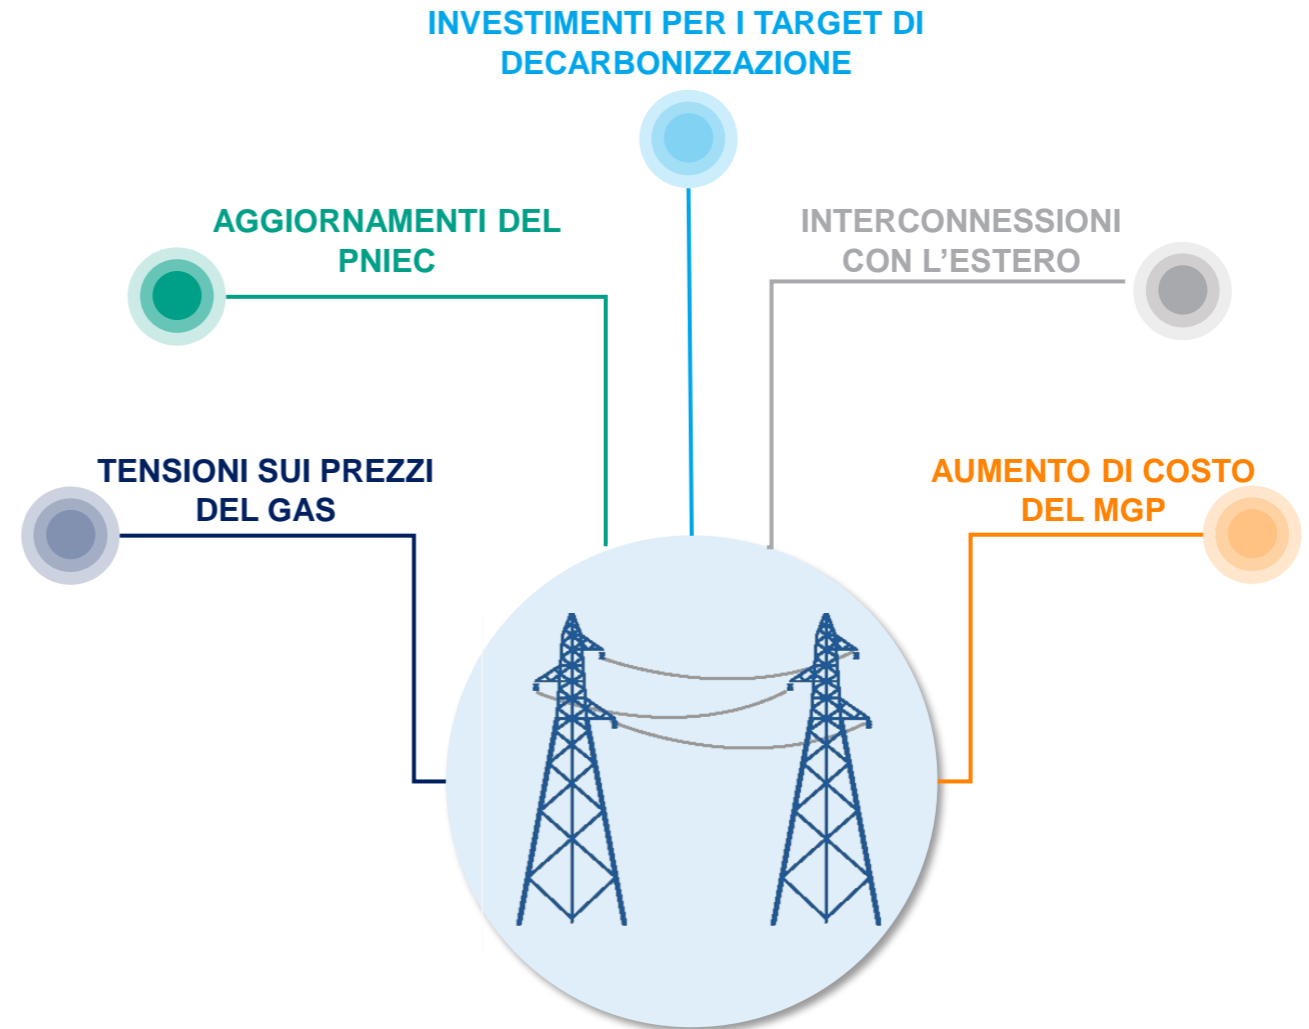 INVESTIMENTI PER I TARGET DI
DECARBONIZZAZIONE
AGGIORNAMENTI DEL
PNIEC
INTERCONNESSIONI
CON L’ESTERO
TENSIONI SUI PREZZI
DEL GAS
AUMENTO DI COSTO
DEL MGP